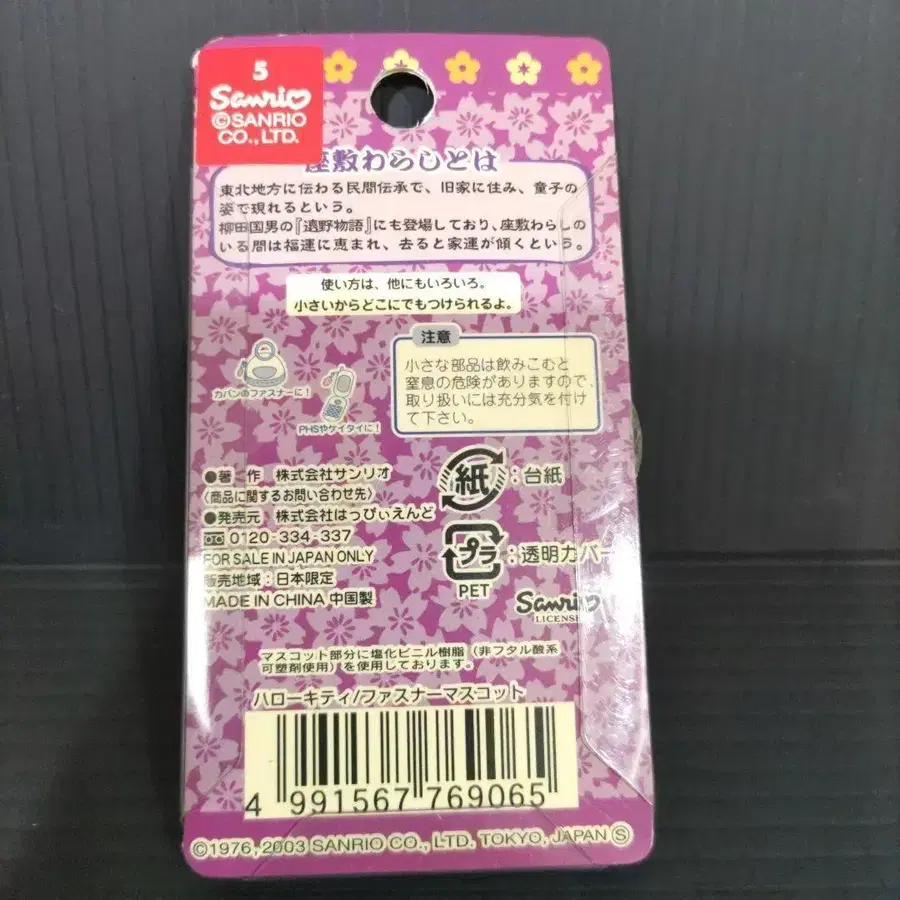 5
Sanrio
©SANRIO
CO., LTD.
座敷わらしとは
東北地方に伝わる民間伝承で、旧家に住み、童子の
姿で現れるという。
柳田国男の『遠野物語』にも登場しており、座敷わらしの
いる間は福運に恵まれ、去ると家運が傾くという。
使い方は、他にもいろいろ。
小さいからどこにでもつけられるよ。
注意
小さな部品は飲みこむと
窒息の危険がありますので、
取り扱いには充分気を付け
て下さい。
カバンのファスナーに!
PHSやケイタイに!
●著 作 株式会社サンリオ
〈商品に関するお問い合わせ先〉
●発売元 株式会社はっぴぃえんど
0120-334-337
FOR SALE IN JAPAN ONLY
販売地域:日本限定
MADE IN CHINA 中国製
紙:台紙
プラ:透明カバー
PET
Sanrio
LICENSE
マスコット部分に塩化ビニル樹脂(非フタル酸系
可塑剤使用)を使用しております。
ハローキティ/ファスナーマスコット
4 991567 769065
©1976, 2003 SANRIO CO., LTD. TOKYO, JAPAN Ⓢ